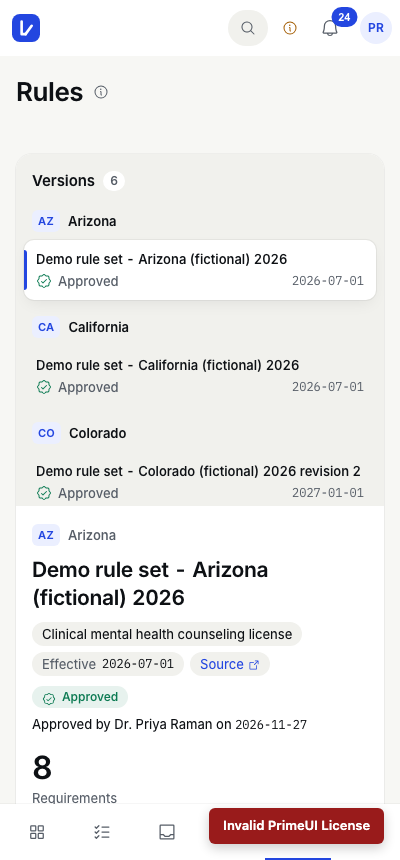 24
PR
Rules
Versions 6
AZ Arizona
Demo rule set - Arizona (fictional) 2026
Approved 2026-07-01
CA California
Demo rule set - California (fictional) 2026
Approved 2026-07-01
CO Colorado
Demo rule set - Colorado (fictional) 2026 revision 2
Approved 2027-01-01
AZ Arizona
Demo rule set - Arizona
(fictional) 2026
Clinical mental health counseling license
Effective 2026-07-01 Source
Approved
Approved by Dr. Priya Raman on 2026-11-27
8
Requirements
Invalid PrimeUI License